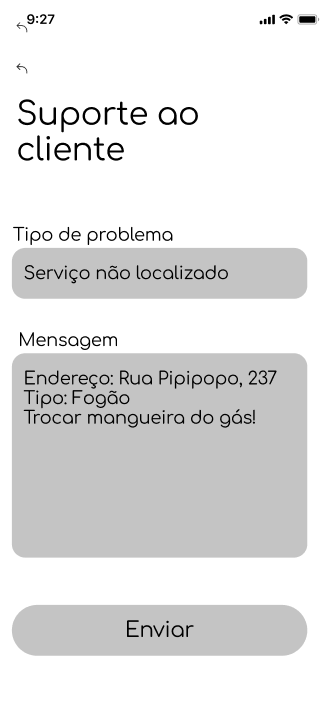 9:27
Suporte ao
cliente
Tipo de problema
Serviço não localizado
Mensagem
Endereço: Rua Pipipopo, 237
Tipo: Fogão
Trocar mangueira do gás!
Enviar